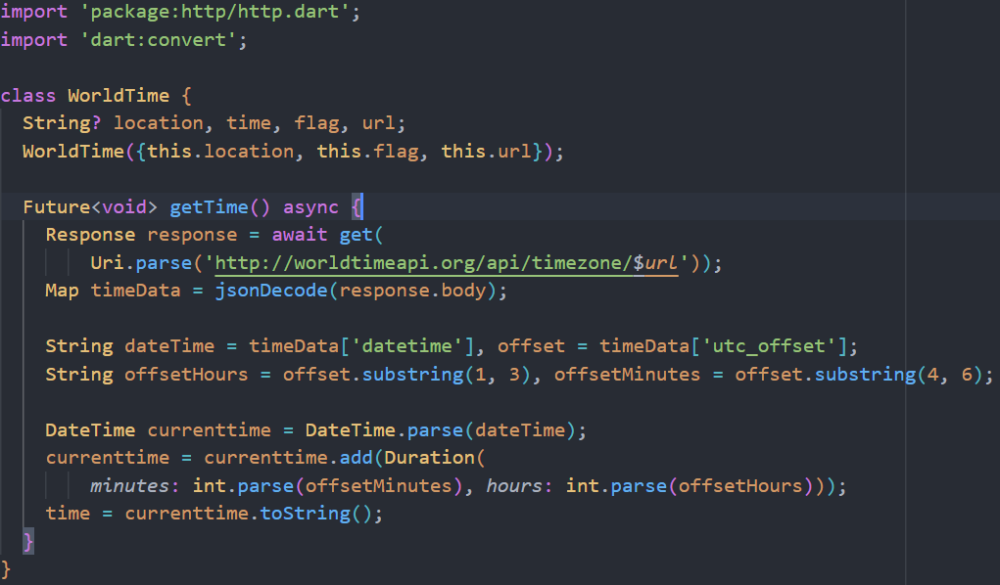 import 'package:http/http.dart';
import 'dart:convert';

class WorldTime {
  String? location, time, flag, url;
  WorldTime({this.location, this.flag, this.url});

  Future<void> getTime() async {
    Response response = await get(
        Uri.parse('http://worldtimeapi.org/api/timezone/$url'));
    Map timeData = jsonDecode(response.body);

    String dateTime = timeData['datetime'], offset = timeData['utc_offset'];
    String offsetHours = offset.substring(1, 3), offsetMinutes = offset.substring(4, 6);

    DateTime currenttime = DateTime.parse(dateTime);
    currenttime = currenttime.add(Duration(
        minutes: int.parse(offsetMinutes), hours: int.parse(offsetHours)));
    time = currenttime.toString();
  }
}